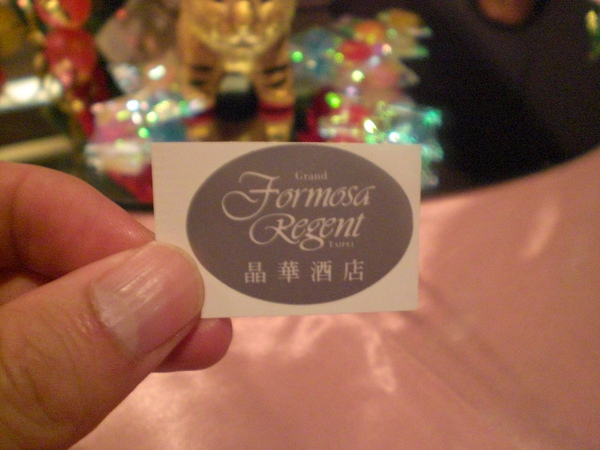 Grand
Formosa
Regent
TAIPEI
晶華酒店